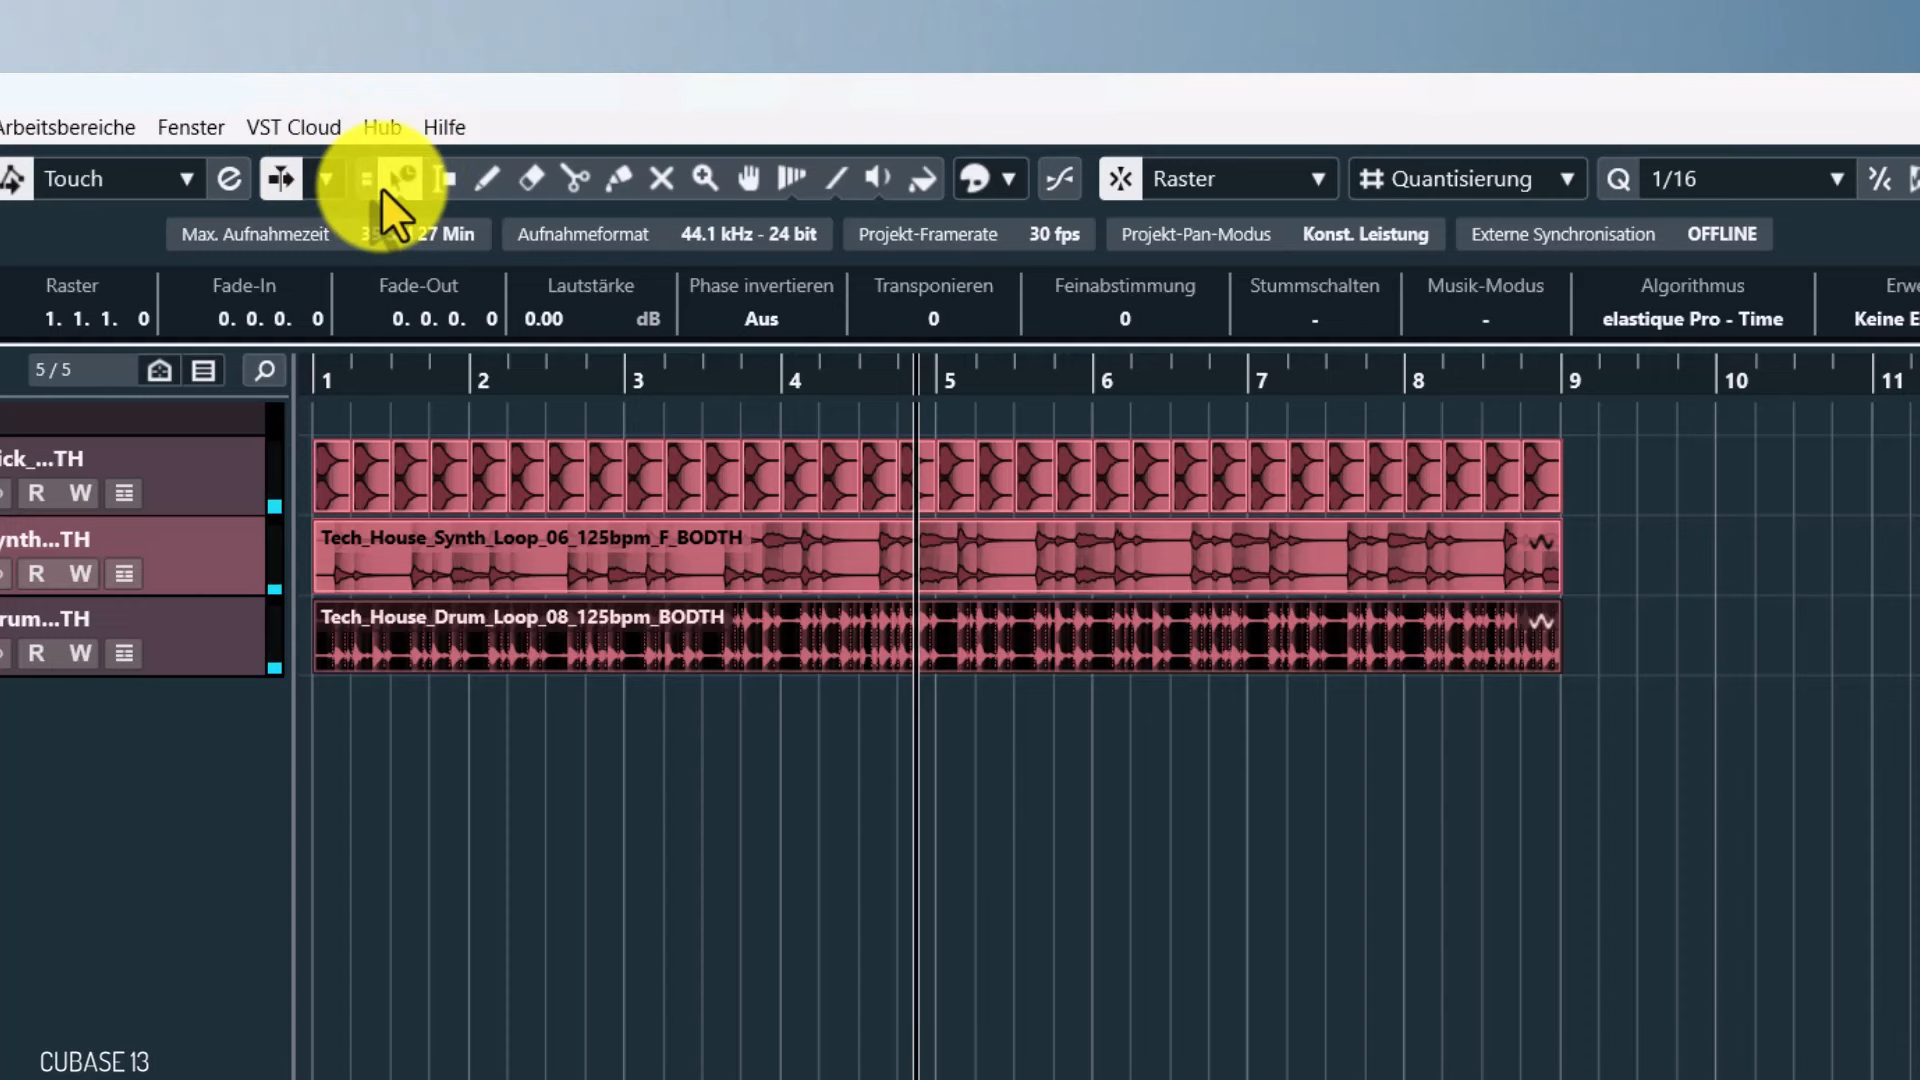 Arbeitsbereiche Fenster VST Cloud Hub Hilfe
Touch Raster Quantisierung Q 1/16
Max. Aufnahmezeit 27 Min Aufnahmeformat 44.1 kHz - 24 bit Projekt-Framerate 30 fps Projekt-Pan-Modus Konst. Leistung Externe Synchronisation OFFLINE
Raster Fade-In Fade-Out Lautstärke Phase invertieren Transponieren Feinabstimmung Stummschalten Musik-Modus Algorithmus Erwe
1. 1. 1. 0 0. 0. 0. 0 0. 0. 0. 0 0.00 dB Aus 0 0 - - elastique Pro - Time Keine E
5 / 5 1 2 3 4 5 6 7 8 9 10 11
ick_...TH
R W
ynth...TH Tech_House_Synth_Loop_06_125bpm_F_BODTH
R W
rum...TH Tech_House_Drum_Loop_08_125bpm_BODTH
R W
CUBASE 13